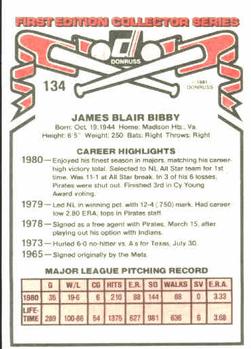 FIRST EDITION COLLECTOR SERIES
DONRUSS
134
1981
DONRUSS
JAMES BLAIR BIBBY
Born: Oct. 19,1944 Home: Madison Hts., Va.
Height: 6'5" Weight: 250 Bats: Right Throws: Right
CAREER HIGHLIGHTS
1980—Enjoyed his finest season in majors, matching his career-
high victory total. Selected to NL All Star team for 1st
time. Was 11-1 at All Star break. In 3 of his 6 losses,
Pirates were shut out. Finished 3rd in Cy Young
Award voting.
1979—Led NL in winning pct. with 12-4 (.750) mark. Had career
low 2.80 ERA, tops in Pirates staff.
1978—Signed as a free agent with Pirates, March 15, after
playing out his option with Indians.
1973—Hurled 6-0 no-hitter vs. A's for Texas, July 30.
1965—Signed originally by the Mets.
MAJOR LEAGUE PITCHING RECORD
G W/L CG HITS ER SO WALKS SV E.R.A.
1980 35 19-6 6 210 88 144 88 0 3.33
LIFE-
TIME 289 100-66 54 1375 627 981 636 6 3.68